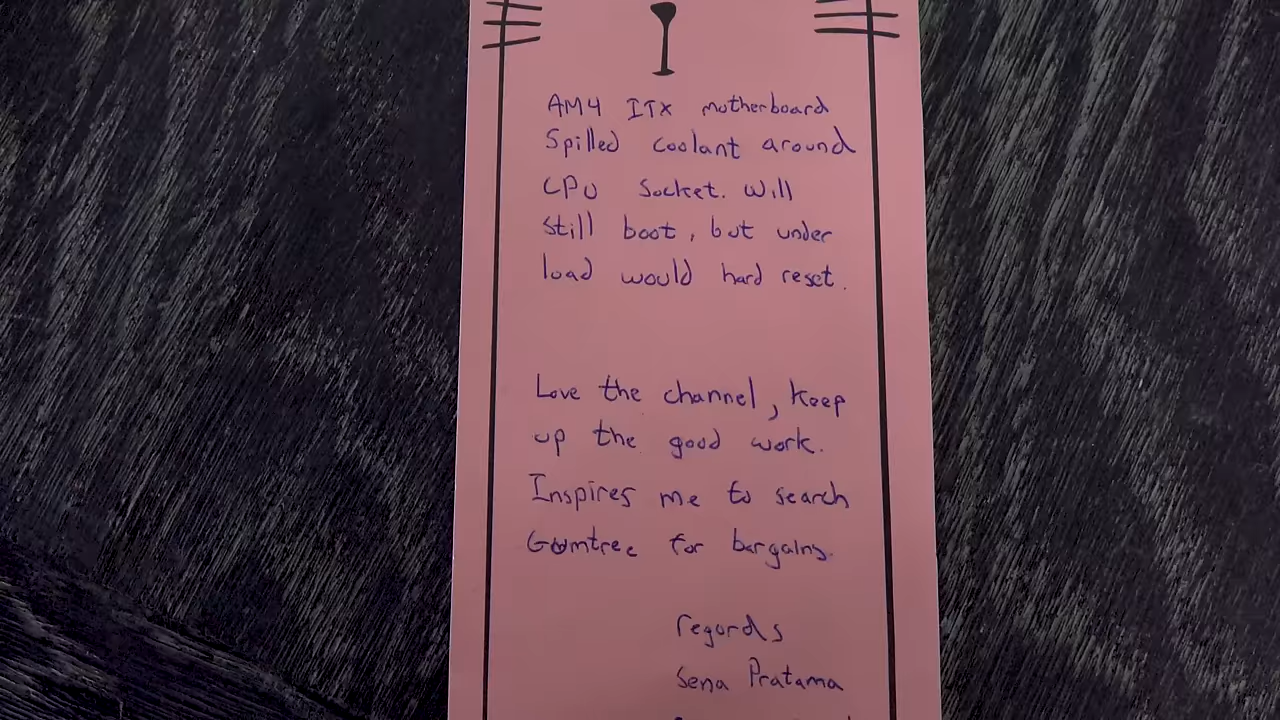 AM4 ITX motherboard
Spilled coolant around
CPU Socket. Will
still boot, but under
load would hard reset.
Love the channel, Keep
up the good work.
Inspires me to search
Gumtree for bargains.
regards
Sena Pratama